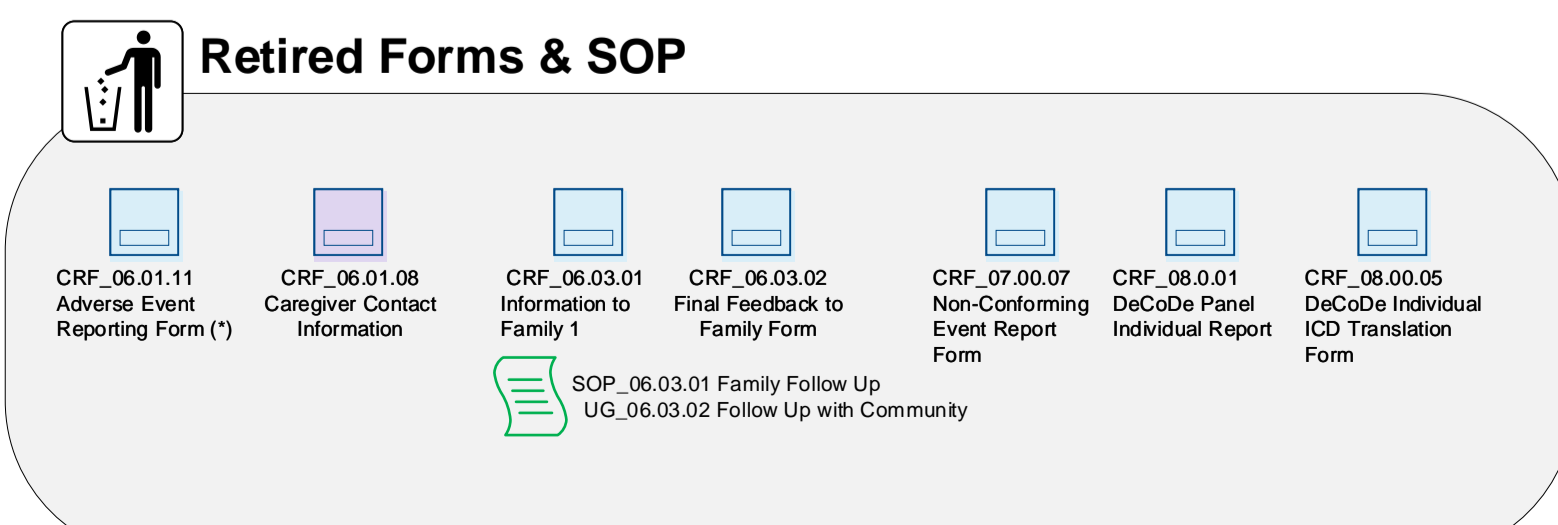 Retired Forms & SOP
CRF_06.01.11
Adverse Event
Reporting Form (*)
CRF_06.01.08
Caregiver Contact
Information
CRF_06.03.01
Information to
Family 1
CRF_06.03.02
Final Feedback to
Family Form
CRF_07.00.07
Non-Conforming
Event Report
Form
CRF_08.0.01
DeCoDe Panel
Individual Report
CRF_08.00.05
DeCoDe Individual
ICD Translation
Form
SOP_06.03.01 Family Follow Up
UG_06.03.02 Follow Up with Community